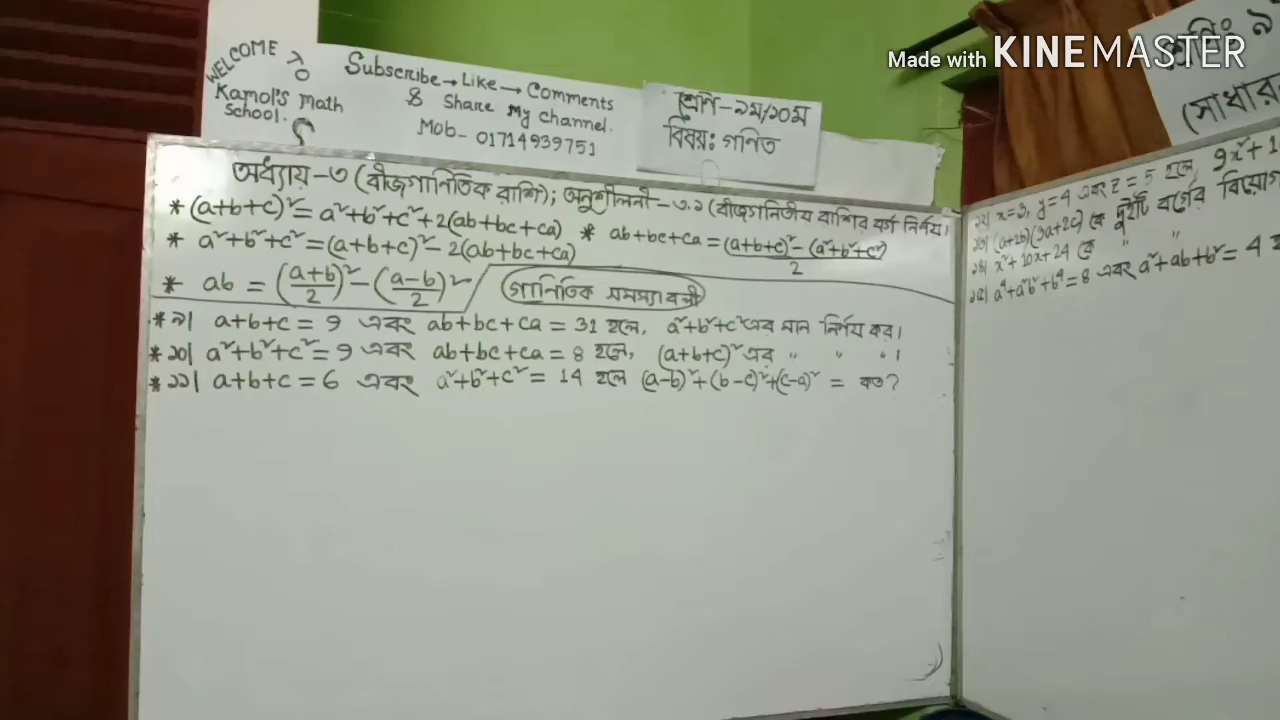 Made with KINEMASTER
WELCOME TO
Kamol's Math
School.
Subscribe→Like→Comments
& Share My channel.
Mob- 01714939751
শ্রেণি-৯ম/১০ম
বিষয়ঃ গণিত
শ্রেণিঃ ৯
(সাধার
অধ্যায়-৩ (বীজগাণিতিক রাশি); অনুশীলনী-৩.১ (বীজগণিতীয় রাশির বর্গ নির্ণয়)
* (a+b+c)² = a²+b²+c²+2(ab+bc+ca) * ab+bc+ca = (a+b+c)²-(a²+b²+c²)/2
* a²+b²+c² = (a+b+c)²-2(ab+bc+ca)
* ab = (a+b/2)²-(a-b/2)² গাণিতিক সমস্যাবলী
*৯| a+b+c = 9 এবং ab+bc+ca = 31 হলে, a²+b²+c² এর মান নির্ণয় কর।
*১০| a²+b²+c² = 9 এবং ab+bc+ca = 8 হলে, (a+b+c)² এর " " " ।
*১১| a+b+c = 6 এবং a²+b²+c² = 14 হলে (a-b)²+(b-c)²+(c-a)² = কত?
১২| x=3, y=4 এবং z=5 হলে, 9x²+1
১৩| (a+2b)(3a+2c) কে দুইটি বর্গের বিয়োগ
১৪| x²+10x+24 কে " "
১৫| a⁴+a²b²+b⁴=8 এবং a²+ab+b²=4